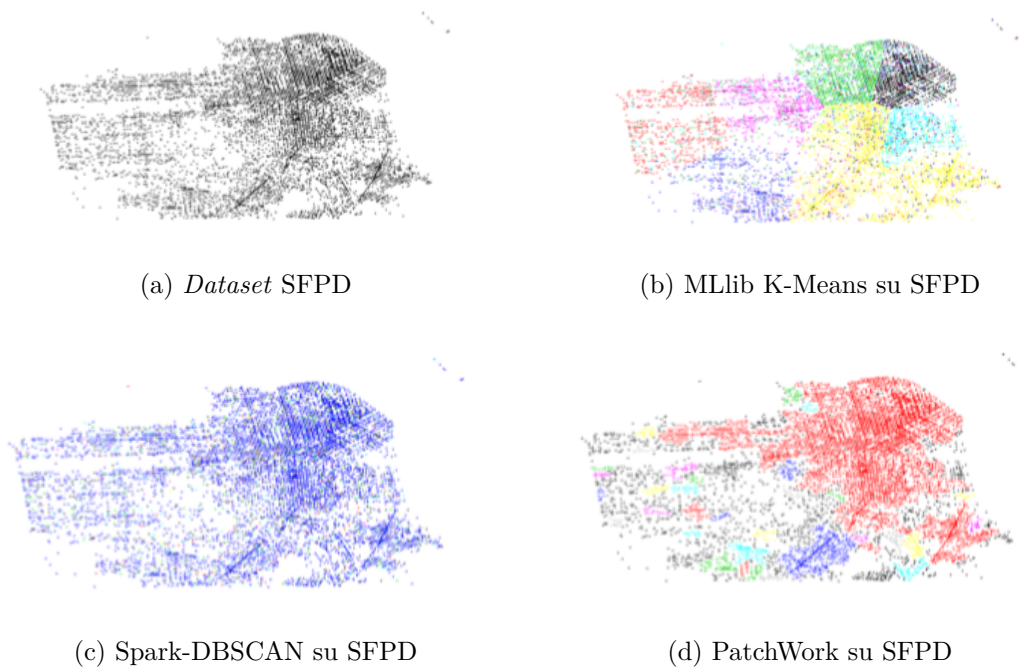 (a) Dataset SFPD
(b) MLlib K-Means su SFPD
(c) Spark-DBSCAN su SFPD
(d) PatchWork su SFPD